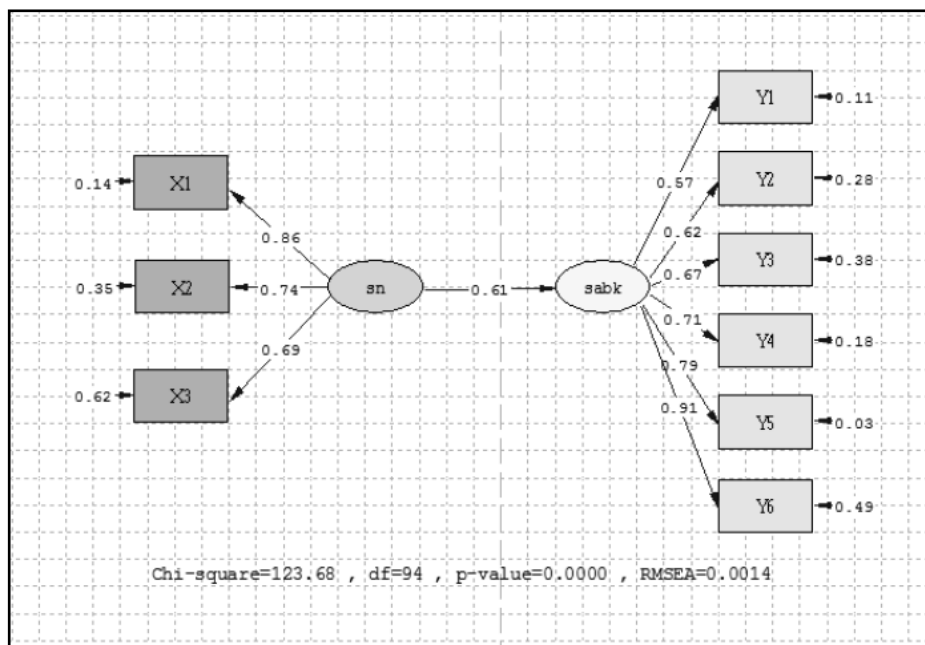 Y1
0.11
X1
0.14
0.57
Y2
0.28
0.86
0.62
Y3
0.38
X2
0.35
0.74
sn
0.61
sabk
0.67
0.71
Y4
0.18
0.69
0.79
X3
0.62
0.91
Y5
0.03
Y6
0.49
Chi-square=123.68 , df=94 , p-value=0.0000 , RMSEA=0.0014